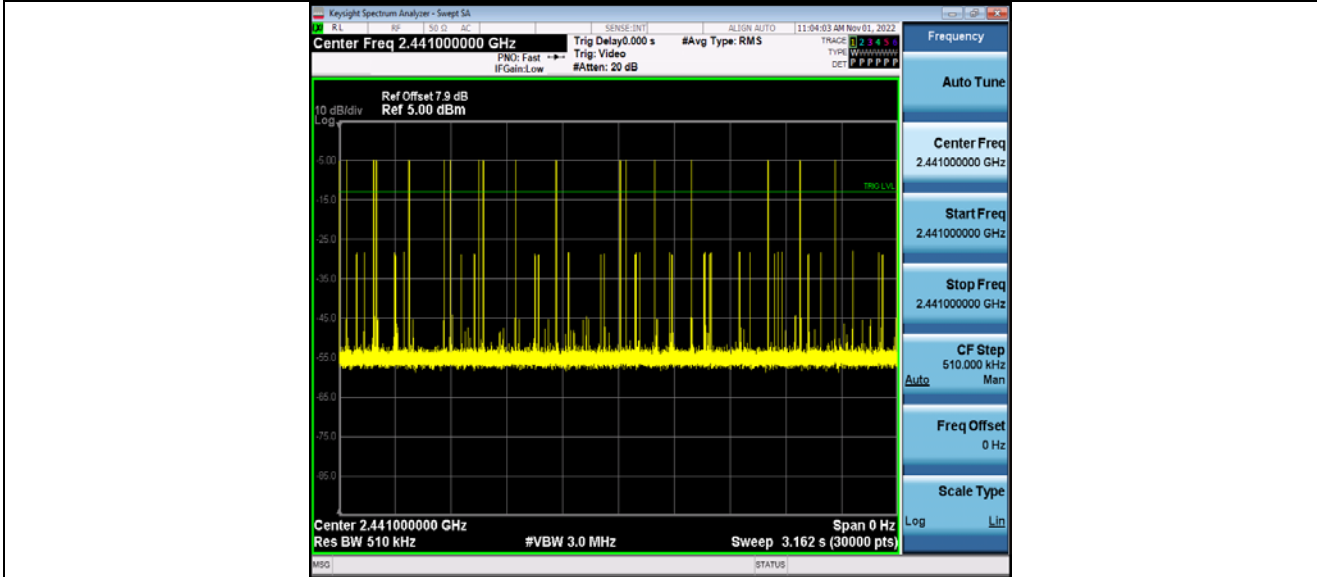 Keysight Spectrum Analyzer - Swept SA
RL RF 50 Ω AC SENSE:INT ALIGN AUTO 11:04:03 AM Nov 01, 2022
Center Freq 2.441000000 GHz
Trig Delay0.000 s #Avg Type: RMS
PNO: Fast Trig: Video
IFGain:Low #Atten: 20 dB
TRACE 1 2 3 4 5 6
TYPE WWWWWW
DET P P P P P P
Ref Offset 7.9 dB
10 dB/div Ref 5.00 dBm
Log
-5.00
TRIG LVL
-15.0
-25.0
-35.0
-45.0
-55.0
-65.0
-75.0
-85.0
Center 2.441000000 GHz Span 0 Hz
Res BW 510 kHz #VBW 3.0 MHz Sweep 3.162 s (30000 pts)
MSG STATUS
Frequency
Auto Tune
Center Freq
2.441000000 GHz
Start Freq
2.441000000 GHz
Stop Freq
2.441000000 GHz
CF Step
510.000 kHz
Auto Man
Freq Offset
0 Hz
Scale Type
Log Lin